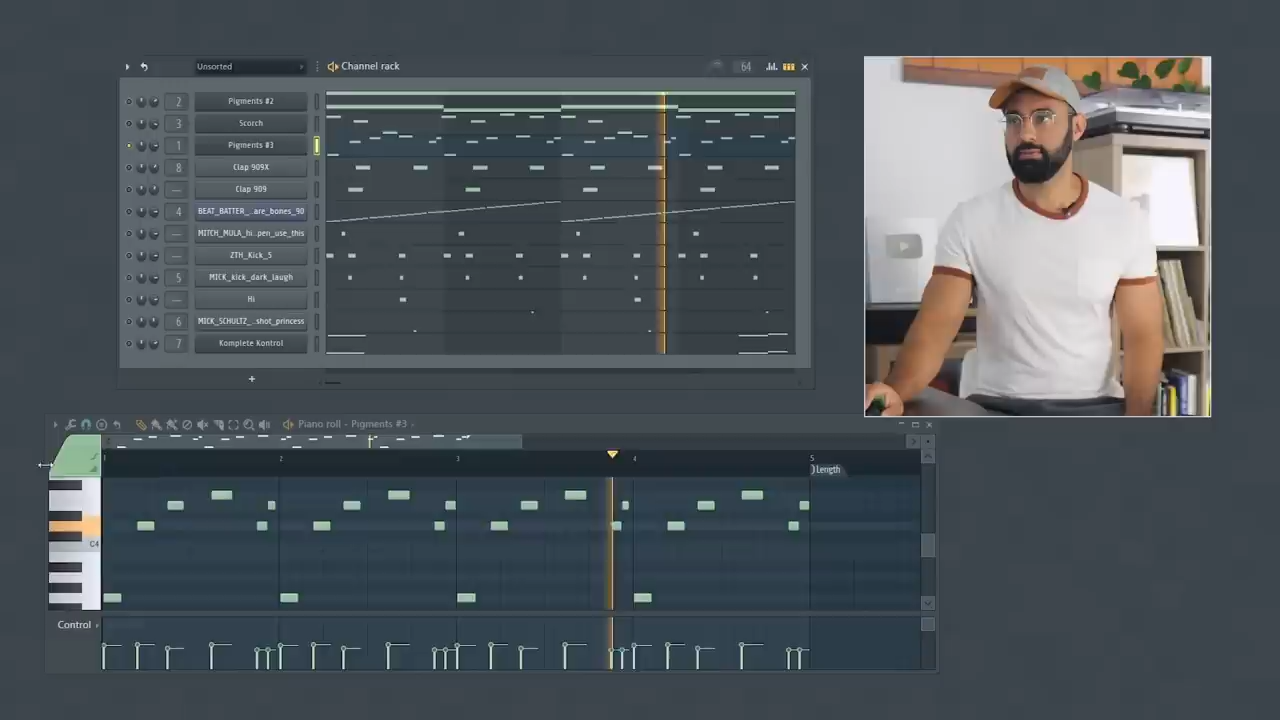 Unsorted
Channel rack
64
2 Pigments #2
3 Scorch
1 Pigments #3
8 Clap 909X
Clap 909
4 BEAT_BATTER_..are_bones_90
MITCH_MULA_hi..pen_use_this
ZTH_Kick_5
5 MICK_kick_dark_laugh
Hi
6 MICK_SCHULTZ_..shot_princess
7 Komplete Kontrol
+
Piano roll - Pigments #3
1 2 3 4 5
Length
C4
Control